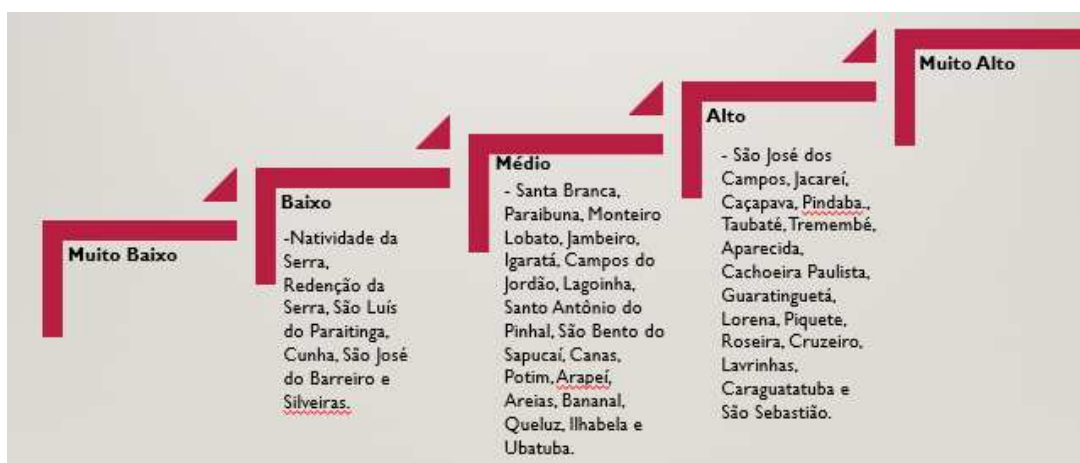 Muito Baixo
Baixo
-Natividade da
Serra,
Redenção da
Serra, São Luís
do Paraitinga,
Cunha, São José
do Barreiro e
Silveiras.
Médio
- Santa Branca,
Paraibuna, Monteiro
Lobato, Jambeiro,
Igaratá, Campos do
Jordão, Lagoinha,
Santo Antônio do
Pinhal, São Bento do
Sapucaí, Canas,
Potim, Arapeí,
Areias, Bananal,
Queluz, Ilhabela e
Ubatuba.
Alto
- São José dos
Campos, Jacareí,
Caçapava, Pindaba.,
Taubaté, Tremembé,
Aparecida,
Cachoeira Paulista,
Guaratinguetá,
Lorena, Piquete,
Roseira, Cruzeiro,
Lavrinhas,
Caraguatatuba e
São Sebastião.
Muito Alto